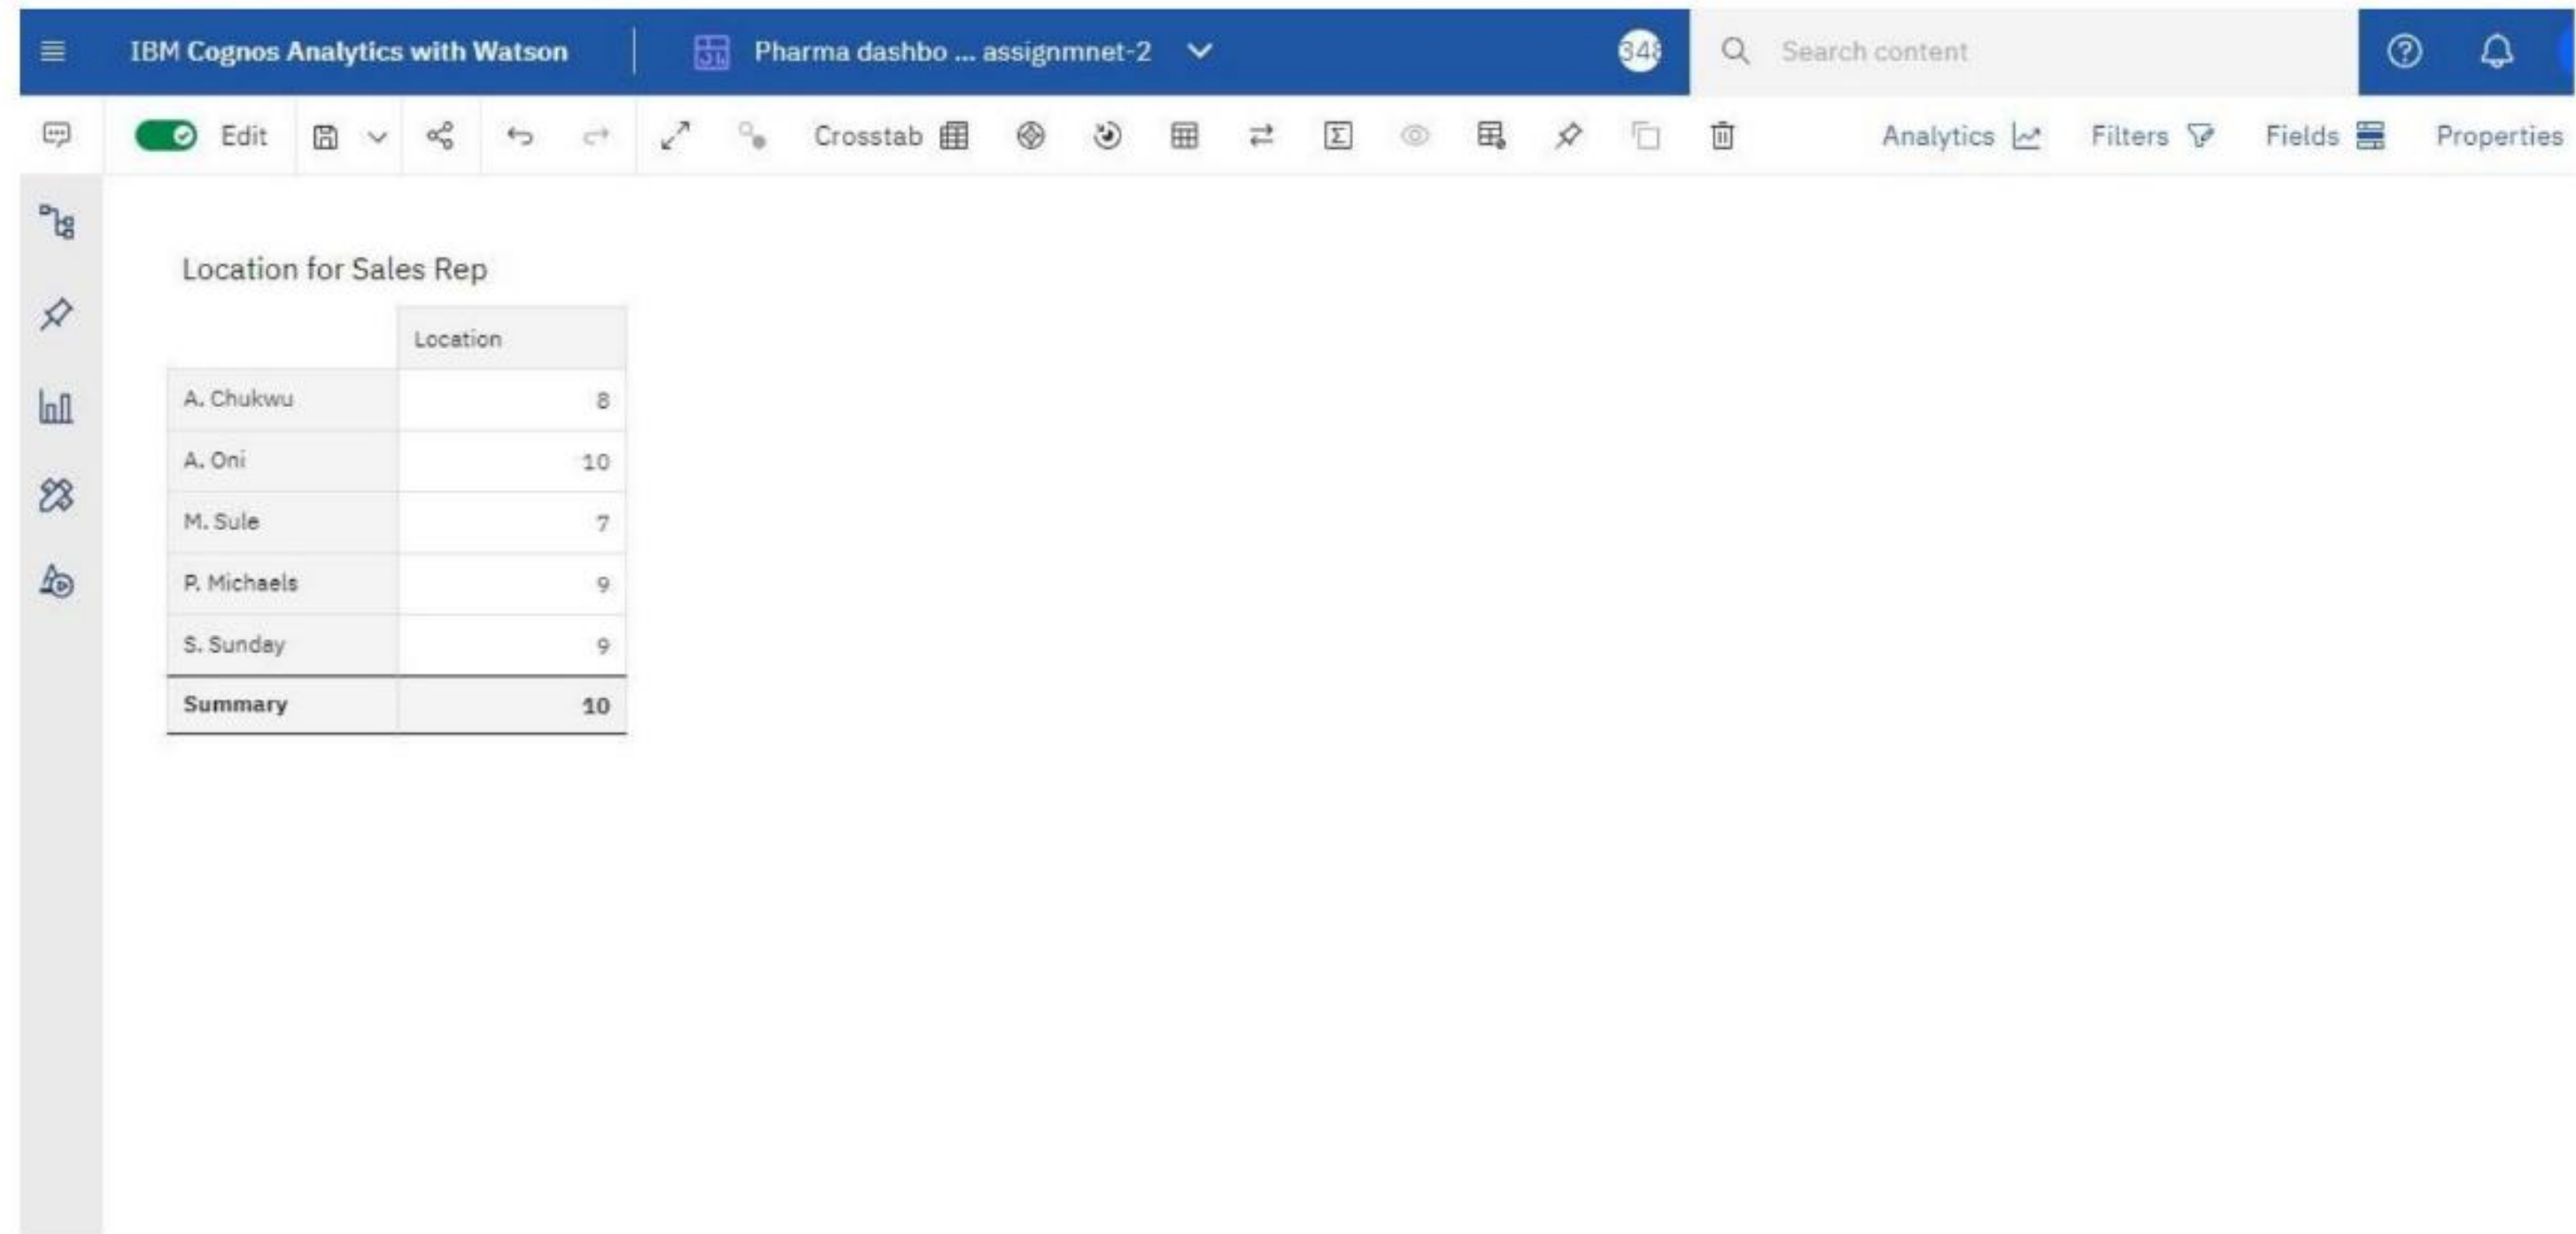 IBM Cognos Analytics with Watson Pharma dashbo ... assignmnet-2 348 Search content
Edit Crosstab Analytics Filters Fields Properties
Location for Sales Rep
Location
A. Chukwu 8
A. Oni 10
M. Sule 7
P. Michaels 9
S. Sunday 9
Summary 10